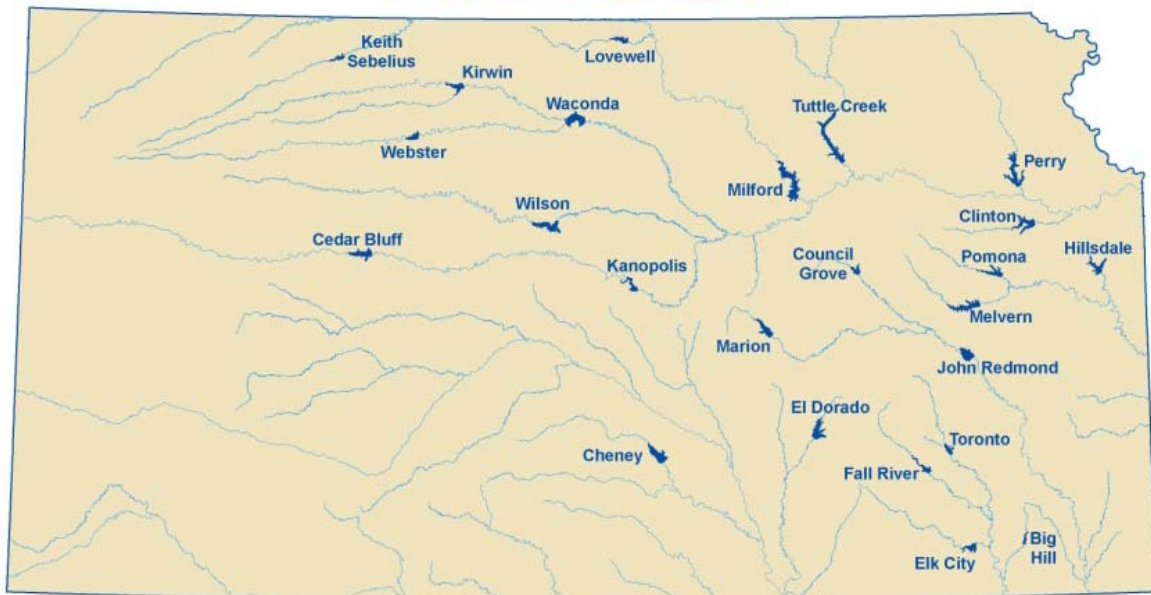 Keith
Sebelius
Lovewell
Kirwin
Waconda
Tuttle Creek
Webster
Perry
Milford
Wilson
Clinton
Cedar Bluff
Council
Grove
Pomona
Hillsdale
Kanopolis
Melvern
Marion
John Redmond
El Dorado
Toronto
Cheney
Fall River
Elk City
Big
Hill